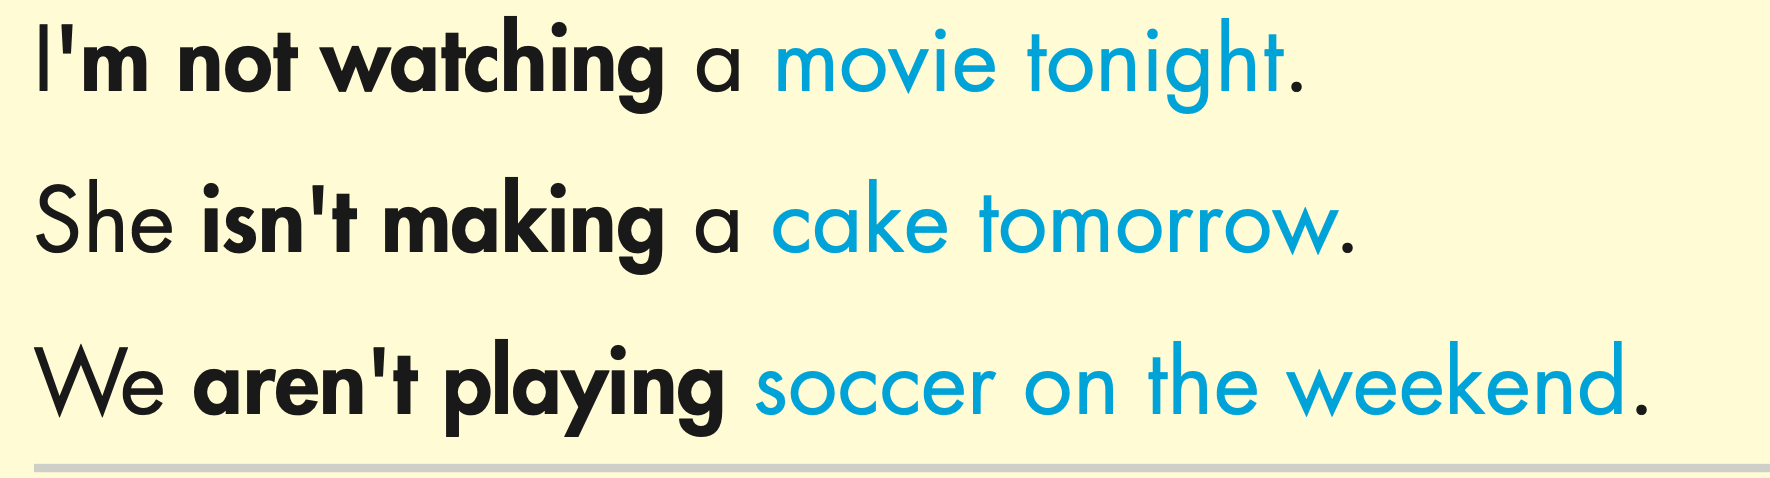 I'm not watching a movie tonight.
She isn't making a cake tomorrow.
We aren't playing soccer on the weekend.